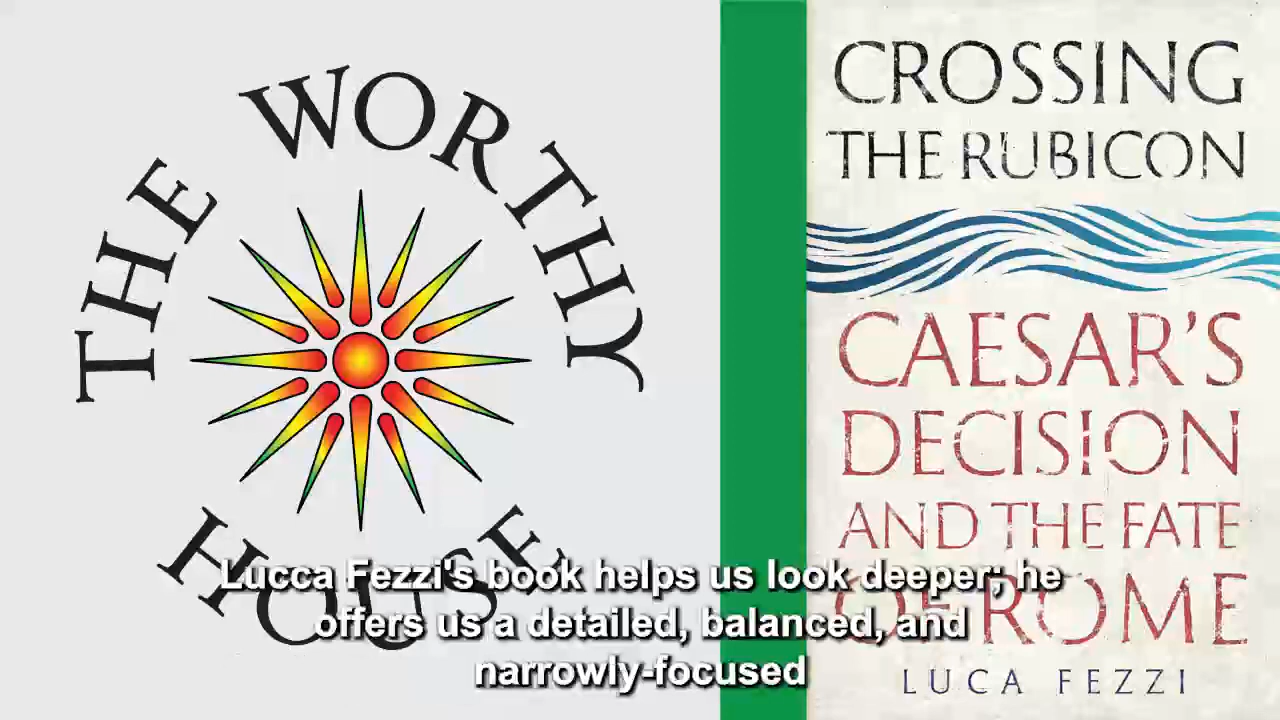 THE WORTHY
HOUSE
CROSSING
THE RUBICON
CAESAR'S
DECISION
AND THE FATE
OF ROME
LUCA FEZZI
Lucca Fezzi's book helps us look deeper; he
offers us a detailed, balanced, and
narrowly-focused